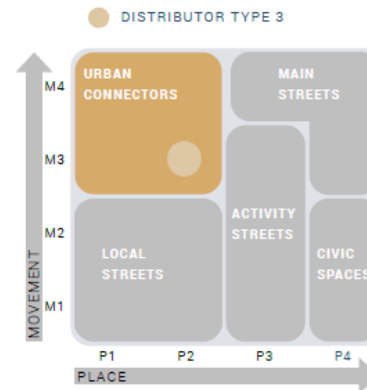 DISTRIBUTOR TYPE 3
URBAN
CONNECTORS
MAIN
STREETS
M4
M3
M2
M1
ACTIVITY
STREETS
LOCAL
STREETS
CIVIC
SPACES
MOVEMENT
P1 P2 P3 P4
PLACE